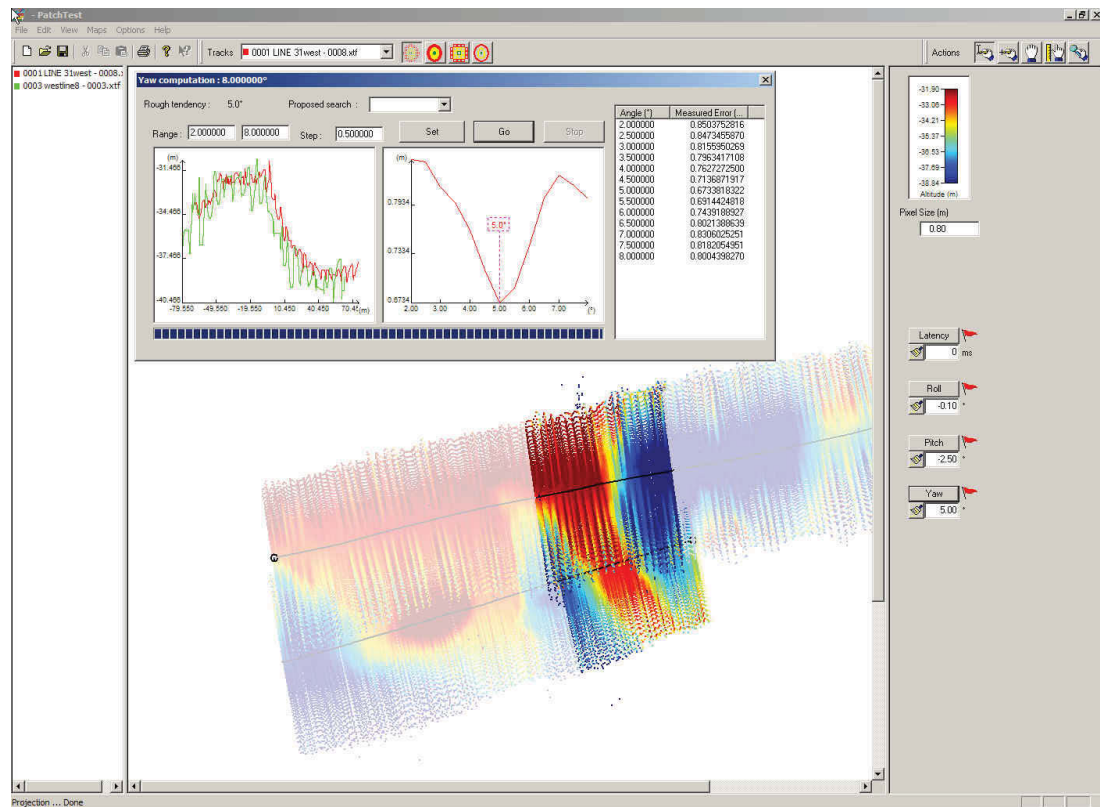 - PatchTest
File Edit View Maps Options Help
Tracks 0001 LINE 31west - 0008.xtf Actions
0001 LINE 31west - 0008.x
0003 westline8 - 0003.xtf
Yaw computation : 8.000000°
Rough tendency : 5.0° Proposed search :
Range : 2.000000 8.000000 Step : 0.500000 Set Go Stop
(m)
-31.466
-34.466
-37.466
-40.466
-79.550 -49.550 -19.550 10.450 40.450 70.45 (m)
(m)
0.7934
0.7334
0.6734
5.0°
2.00 3.00 4.00 5.00 6.00 7.00 (°)
Angle (°) Measured Error (...
2.000000 0.8503752816
2.500000 0.8473455870
3.000000 0.8155950269
3.500000 0.7963417108
4.000000 0.7627272500
4.500000 0.7136871917
5.000000 0.6733818322
5.500000 0.6914424818
6.000000 0.7439188927
6.500000 0.8021388639
7.000000 0.8306025251
7.500000 0.8182054951
8.000000 0.8004398270
-31.90
-33.06
-34.21
-35.37
-36.53
-37.69
-38.84
Altitude (m)
Pixel Size (m)
0.80
Latency
0 ms
Roll
-0.10 °
Pitch
-2.50 °
Yaw
5.00 °
Projection ... Done